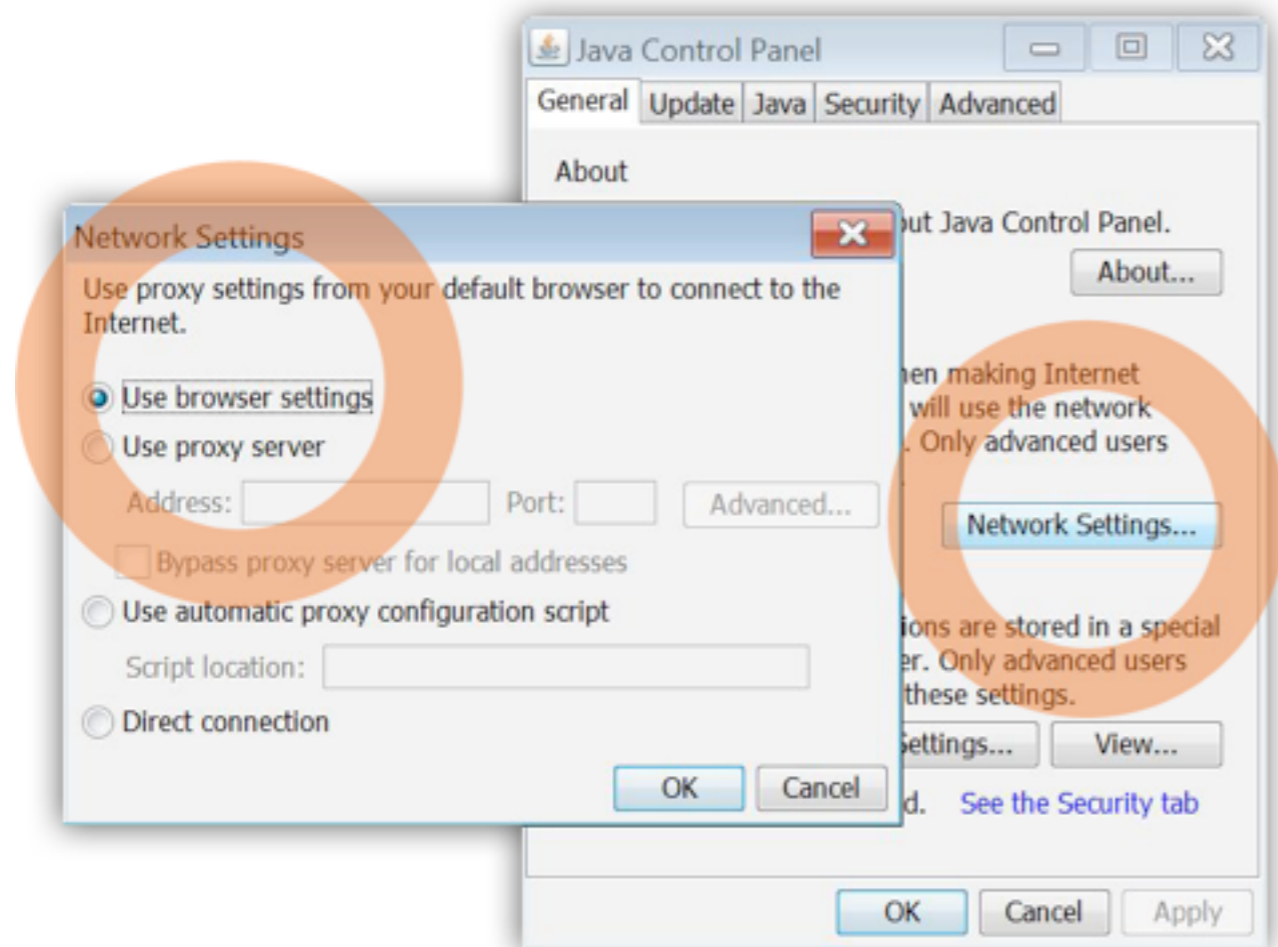 Java Control Panel
General Update Java Security Advanced
About
out Java Control Panel.
About...
hen making Internet
will use the network
. Only advanced users
Network Settings...
ions are stored in a special
er. Only advanced users
these settings.
Settings... View...
d. See the Security tab
OK Cancel Apply
Network Settings
Use proxy settings from your default browser to connect to the
Internet.
Use browser settings
Use proxy server
Address: Port: Advanced...
Bypass proxy server for local addresses
Use automatic proxy configuration script
Script location:
Direct connection
OK Cancel